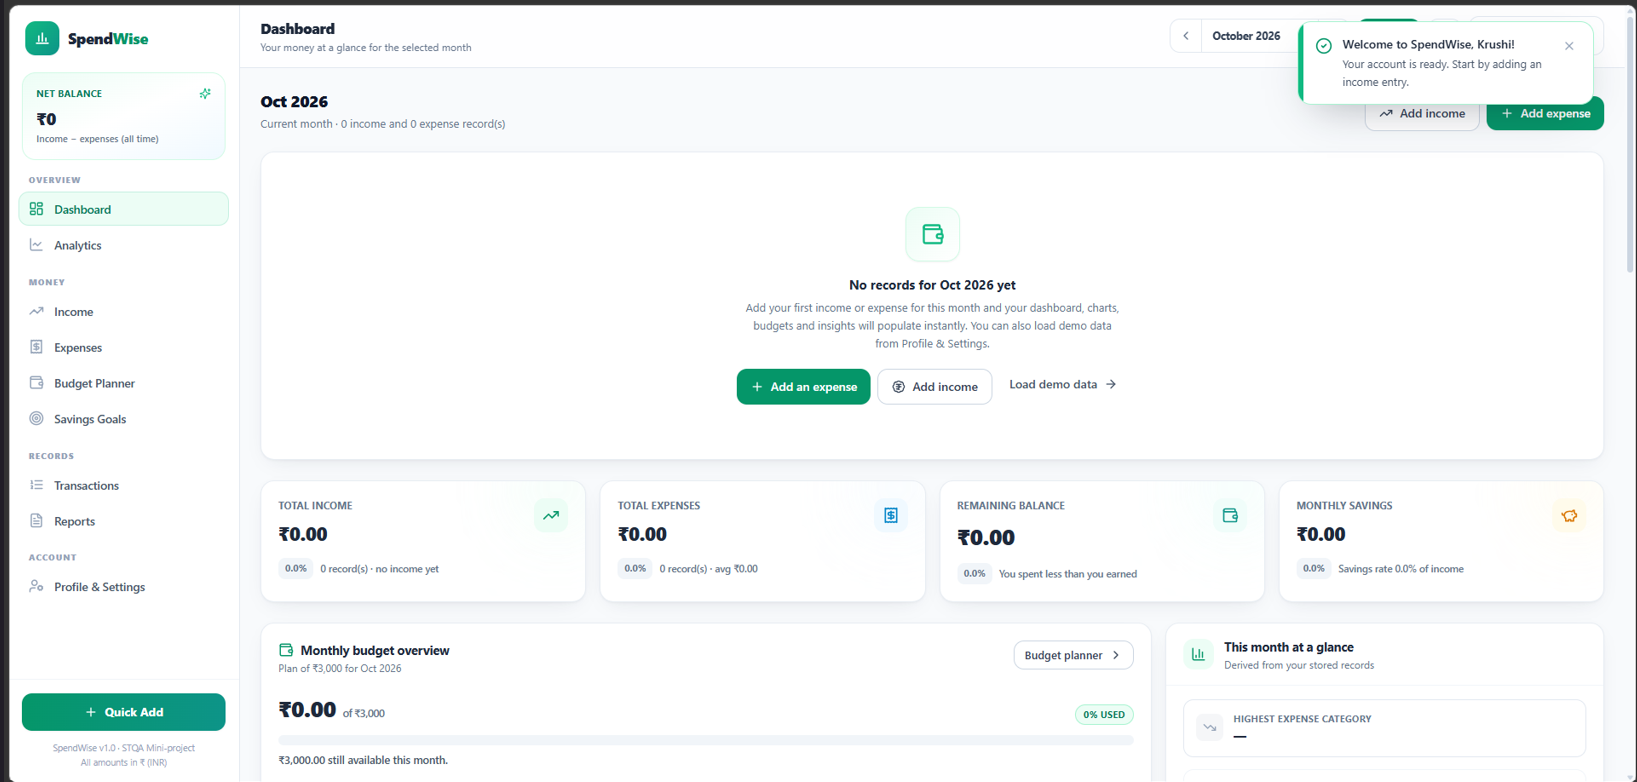 SpendWise
NET BALANCE
₹0
Income − expenses (all time)
OVERVIEW
Dashboard
Analytics
MONEY
Income
Expenses
Budget Planner
Savings Goals
RECORDS
Transactions
Reports
ACCOUNT
Profile & Settings
+ Quick Add
SpendWise v1.0 · STQA Mini-project
All amounts in ₹ (INR)
Dashboard
Your money at a glance for the selected month
October 2026
Welcome to SpendWise, Krushi!
Your account is ready. Start by adding an
income entry.
Oct 2026
Current month · 0 income and 0 expense record(s)
Add income
+ Add expense
No records for Oct 2026 yet
Add your first income or expense for this month and your dashboard, charts,
budgets and insights will populate instantly. You can also load demo data
from Profile & Settings.
+ Add an expense
Add income
Load demo data →
TOTAL INCOME
₹0.00
0.0% 0 record(s) · no income yet
TOTAL EXPENSES
₹0.00
0.0% 0 record(s) · avg ₹0.00
REMAINING BALANCE
₹0.00
0.0% You spent less than you earned
MONTHLY SAVINGS
₹0.00
0.0% Savings rate 0.0% of income
Monthly budget overview
Plan of ₹3,000 for Oct 2026
Budget planner
₹0.00 of ₹3,000
0% USED
₹3,000.00 still available this month.
This month at a glance
Derived from your stored records
HIGHEST EXPENSE CATEGORY
—